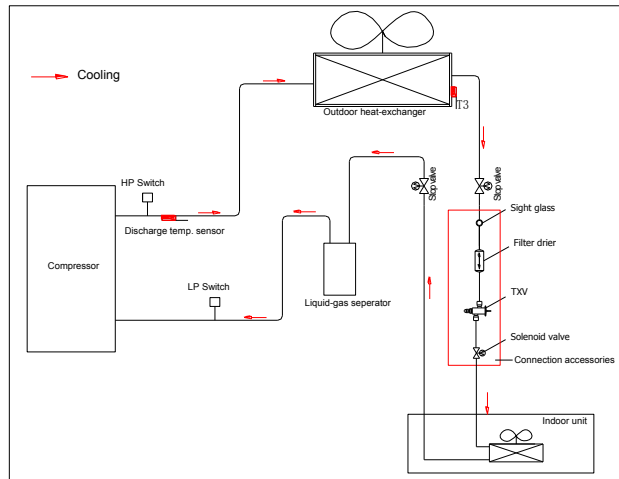 Cooling
Outdoor heat-exchanger
T3
HP Switch
Discharge temp. sensor
Stop valve
Stop valve
Sight glass
Filter drier
Compressor
LP Switch
Liquid-gas seperator
TXV
Solenoid valve
Connection accessories
Indoor unit